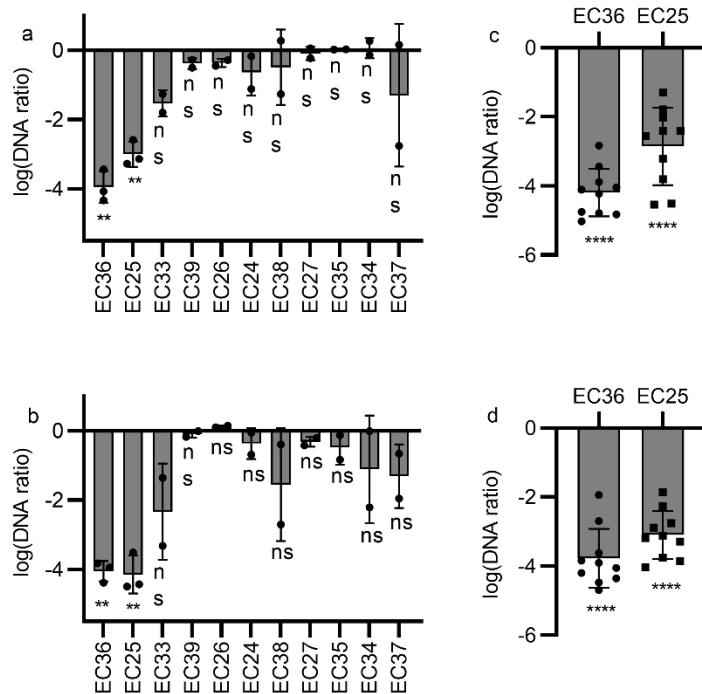 a
0
-2
-4
log(DNA ratio)
**
**
n
s
n
s
n
s
n
s
n
s
n
s
n
s
n
s
n
s
EC36
EC25
EC33
EC39
EC26
EC24
EC38
EC27
EC35
EC34
EC37
c
EC36 EC25
0
-2
-4
-6
log(DNA ratio)
****
****
b
0
-2
-4
log(DNA ratio)
**
**
n
s
n
s
ns
ns
ns
ns
ns
ns
ns
EC36
EC25
EC33
EC39
EC26
EC24
EC38
EC27
EC35
EC34
EC37
d
EC36 EC25
0
-2
-4
-6
log(DNA ratio)
****
****